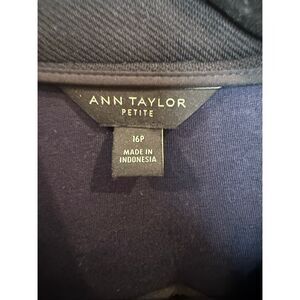 ANN TAYLOR
PETITE
16P
MADE IN
INDONESIA